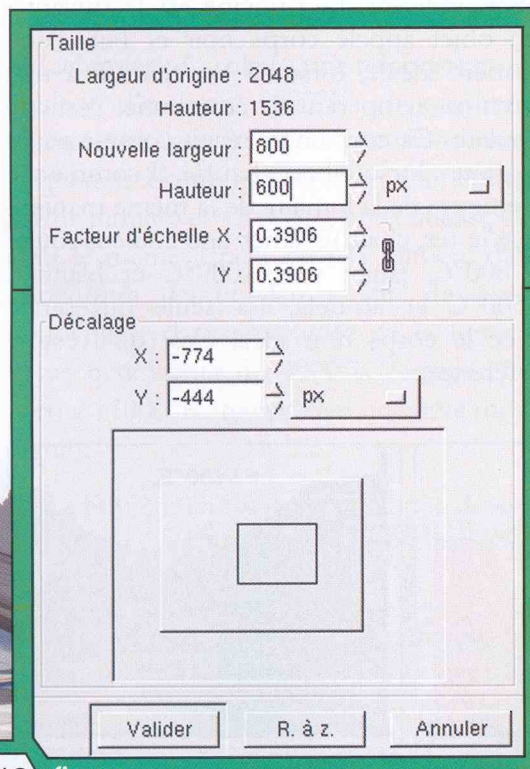 Taille
Largeur d'origine : 2048
Hauteur : 1536
Nouvelle largeur : 800
Hauteur : 600 px
Facteur d'échelle X : 0.3906
Y : 0.3906
Décalage
X : -774
Y : -444 px
Valider R. à z. Annuler